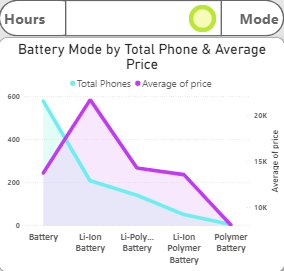 Hours Mode
Battery Mode by Total Phone & Average
Price
Total Phones Average of price
600
400
200
0
20K
15K
10K
Average of price
Battery
Li-Ion
Battery
Li-Poly...
Battery
Li-Ion
Polymer
Battery
Polymer
Battery